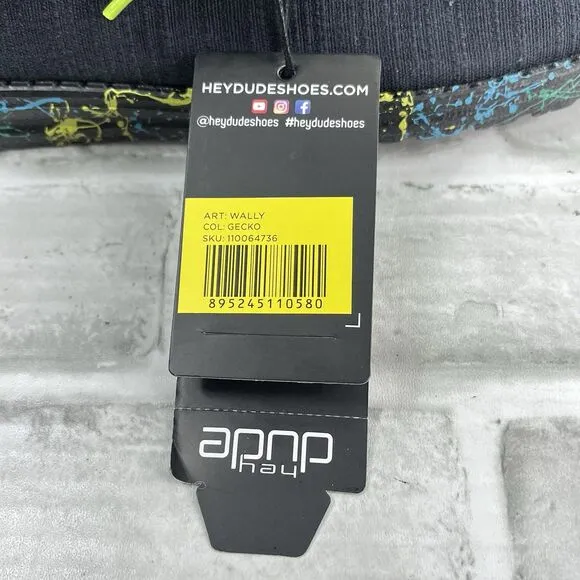 HEYDUDESHOES.COM
@heydudeshoes #heydudeshoes
ART: WALLY
COL: GECKO
SKU: 110064736
895245110580
hey
dude